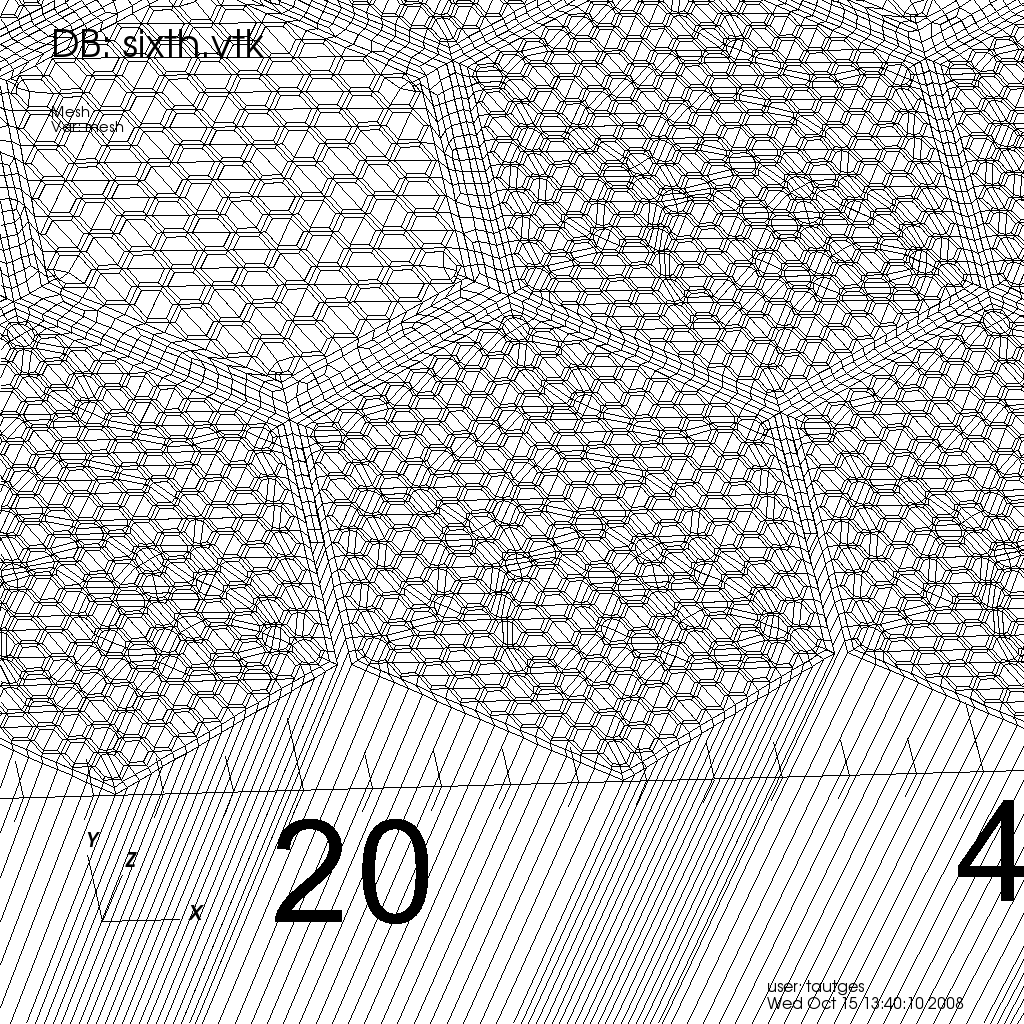 DB: sixth.vtk
Mesh
Var: mesh
20
4
Y
Z
X
user: tautges
Wed Oct 15 13:40:10 2008